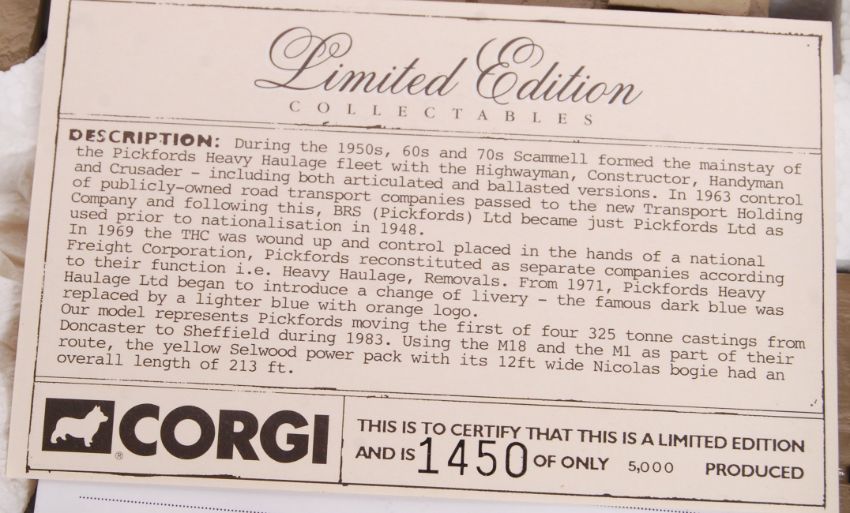 Limited Edition
COLLECTABLES
DESCRIPTION: During the 1950s, 60s and 70s Scammell formed the mainstay of
the Pickfords Heavy Haulage fleet with the Highwayman, Constructor, Handyman
and Crusader - including both articulated and ballasted versions. In 1963 control
of publicly-owned road transport companies passed to the new Transport Holding
Company and following this, BRS (Pickfords) Ltd became just Pickfords Ltd as
used prior to nationalisation in 1948.
In 1969 the THC was wound up and control placed in the hands of a national
Freight Corporation, Pickfords reconstituted as separate companies according
to their function i.e. Heavy Haulage, Removals. From 1971, Pickfords Heavy
Haulage Ltd began to introduce a change of livery - the famous dark blue was
replaced by a lighter blue with orange logo.
Our model represents Pickfords moving the first of four 325 tonne castings from
Doncaster to Sheffield during 1983. Using the M18 and the M1 as part of their
route, the yellow Selwood power pack with its 12ft wide Nicolas bogie had an
overall length of 213 ft.
® CORGI
THIS IS TO CERTIFY THAT THIS IS A LIMITED EDITION
AND IS 1450 OF ONLY 5,000 PRODUCED